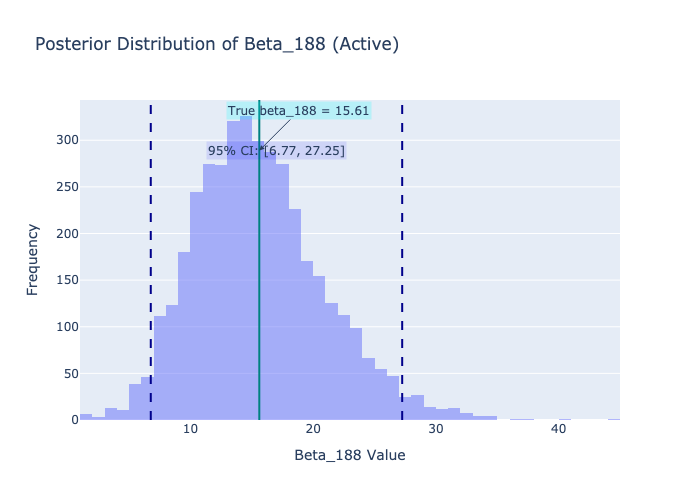 Posterior Distribution of Beta_188 (Active)
True beta_188 = 15.61
95% CI: [6.77, 27.25]
300
250
200
150
100
50
0
Frequency
10
20
30
40
Beta_188 Value